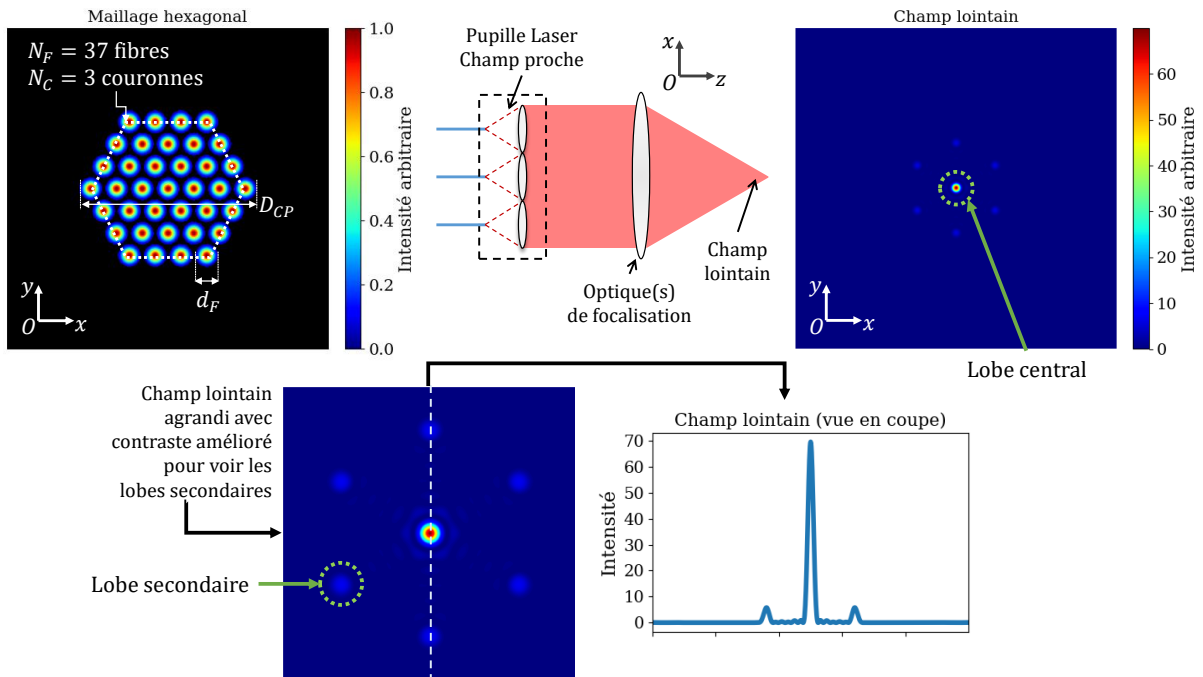 Maillage hexagonal
N_F = 37 fibres
N_C = 3 couronnes
D_CP
d_F
y
O
x
1.0
0.8
0.6
0.4
0.2
0.0
Intensité arbitraire
Pupille Laser
Champ proche
x
O
z
Champ
lointain
Optique(s)
de focalisation
Champ lointain
y
O
x
60
50
40
30
20
10
0
Intensité arbitraire
Lobe central
Champ lointain
agrandi avec
contraste amélioré
pour voir les
lobes secondaires
Lobe secondaire
Champ lointain (vue en coupe)
70
60
50
40
30
20
10
0
Intensité